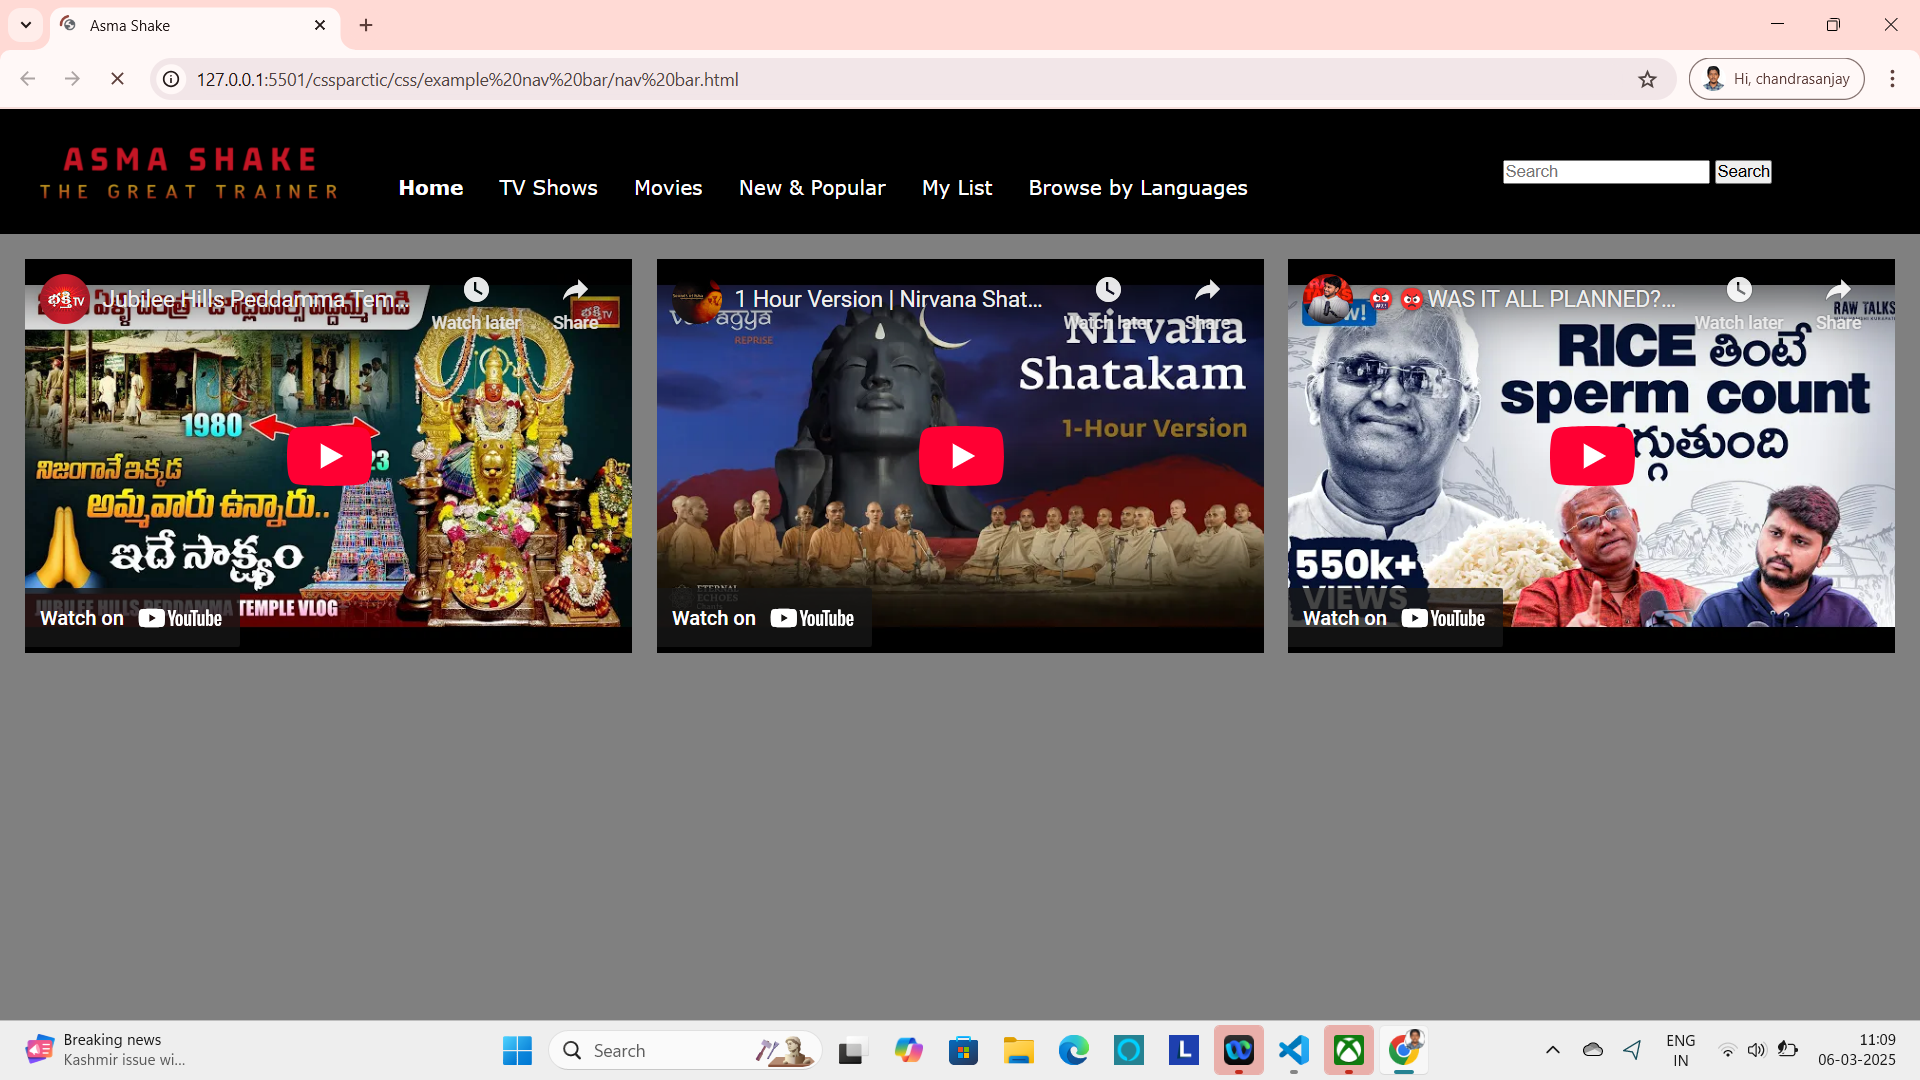 Asma Shake
127.0.0.1:5501/cssparctic/css/example%20nav%20bar/nav%20bar.html
Hi, chandrasanjay
ASMA SHAKE
THE GREAT TRAINER
Home
TV Shows
Movies
New & Popular
My List
Browse by Languages
Search
Search
Jubilee Hills Peddamma Tem...
Watch later
Share
భక్తి TV
1980
నిజంగానే ఇక్కడ
అమ్మవారు ఉన్నారు..
ఇదే సాక్ష్యం
TEMPLE VLOG
Watch on YouTube
1 Hour Version | Nirvana Shat...
Watch later
Share
REPRISE
Nirvana
Shatakam
1-Hour Version
ETERNAL
ECHOES
Watch on YouTube
😡 😡WAS IT ALL PLANNED?...
Watch later
Share
RAW TALKS
RICE తింటే
sperm count
550k+
VIEWS
Watch on YouTube
Breaking news
Kashmir issue wi...
Search
L
ENG
IN
11:09
06-03-2025